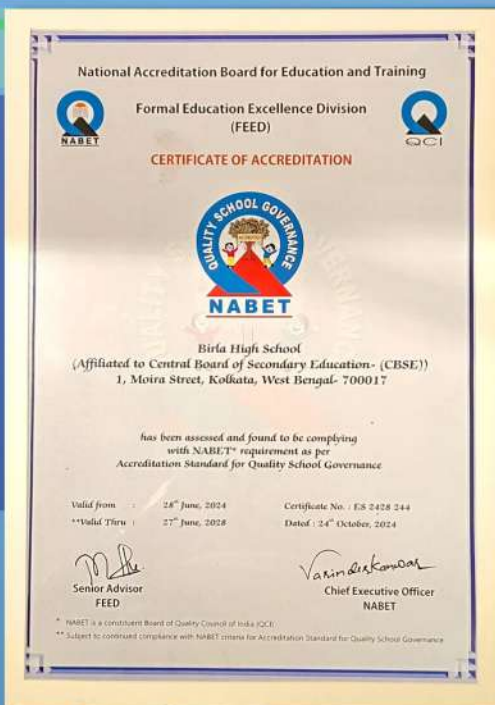 National Accreditation Board for Education and Training
NABET
Formal Education Excellence Division
(FEED)
QCI
CERTIFICATE OF ACCREDITATION
QUALITY SCHOOL GOVERNANCE
NABET
Birla High School
(Affiliated to Central Board of Secondary Education- (CBSE))
1, Moira Street, Kolkata, West Bengal- 700017
has been assessed and found to be complying
with NABET* requirement as per
Accreditation Standard for Quality School Governance
Valid from : 28th June, 2024
Certificate No. : ES 2428 244
**Valid Thru : 27th June, 2028
Dated : 24th October, 2024
Varinderkanwar
Senior Advisor
FEED
Chief Executive Officer
NABET
* NABET is a constituent Board of Quality Council of India (QCI)
** Subject to continued compliance with NABET criteria for Accreditation Standard for Quality School Governance